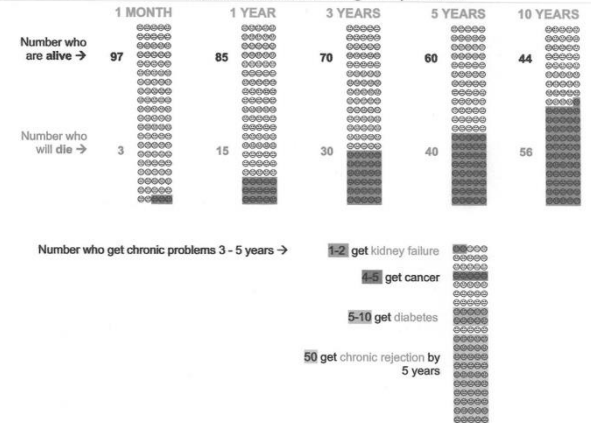 1 MONTH 1 YEAR 3 YEARS 5 YEARS 10 YEARS
Number who
are alive → 97 85 70 60 44
Number who
will die → 3 15 30 40 56
Number who get chronic problems 3 - 5 years → 1-2 get kidney failure
4-5 get cancer
5-10 get diabetes
50 get chronic rejection by
5 years